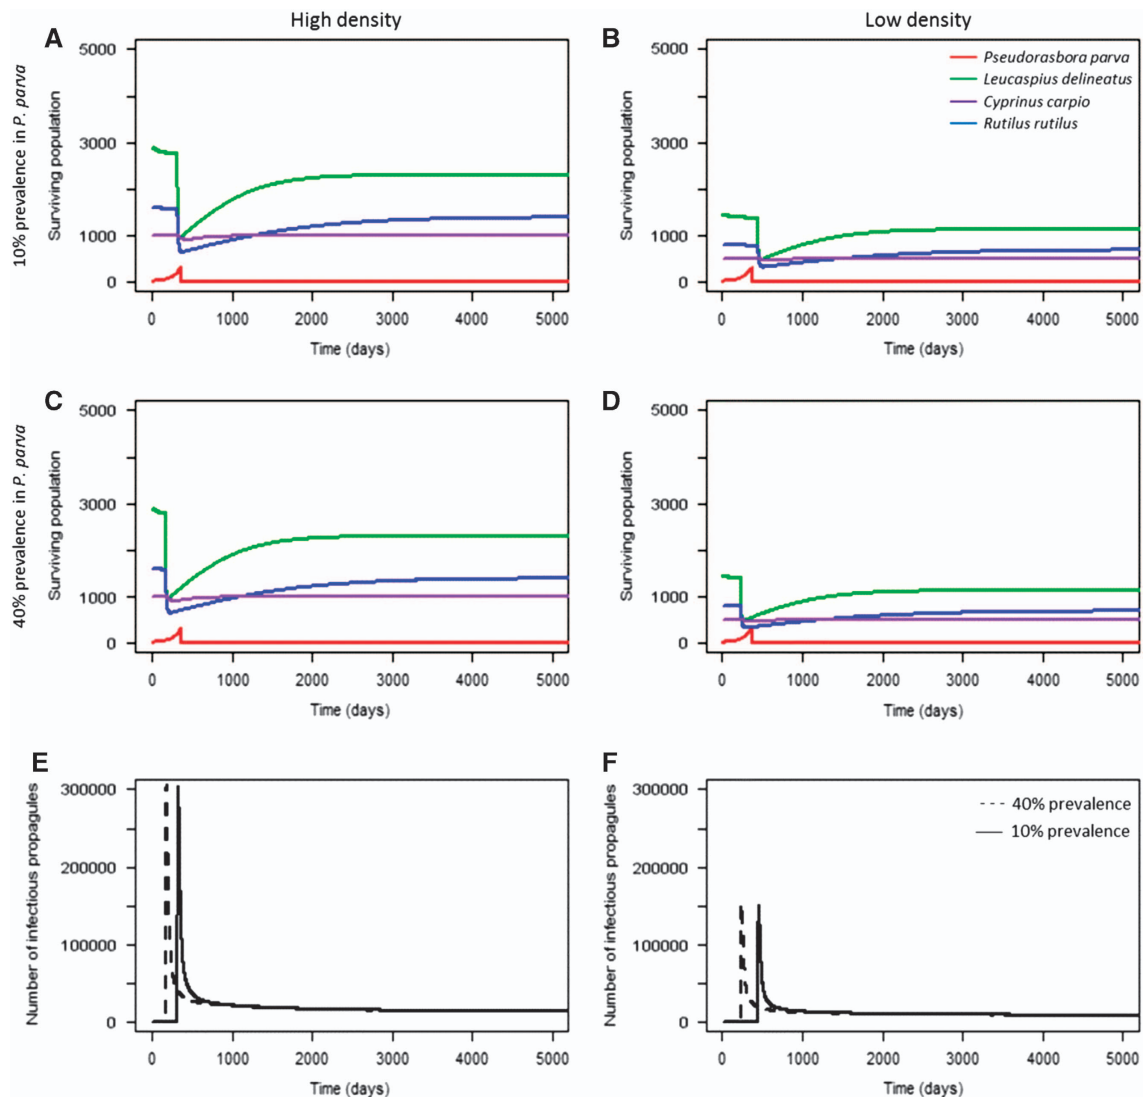 High density
Low density
A
10% prevalence in P. parva
Surviving population
5000
3000
1000
0
0 1000 2000 3000 4000 5000
Time (days)
B
Surviving population
5000
3000
1000
0
Pseudorasbora parva
Leucaspius delineatus
Cyprinus carpio
Rutilus rutilus
0 1000 2000 3000 4000 5000
Time (days)
C
40% prevalence in P. parva
Surviving population
5000
3000
1000
0
0 1000 2000 3000 4000 5000
Time (days)
D
Surviving population
5000
3000
1000
0
0 1000 2000 3000 4000 5000
Time (days)
E
Number of infectious propagules
300000
200000
100000
0
0 1000 2000 3000 4000 5000
Time (days)
F
Number of infectious propagules
300000
200000
100000
0
40% prevalence
10% prevalence
0 1000 2000 3000 4000 5000
Time (days)